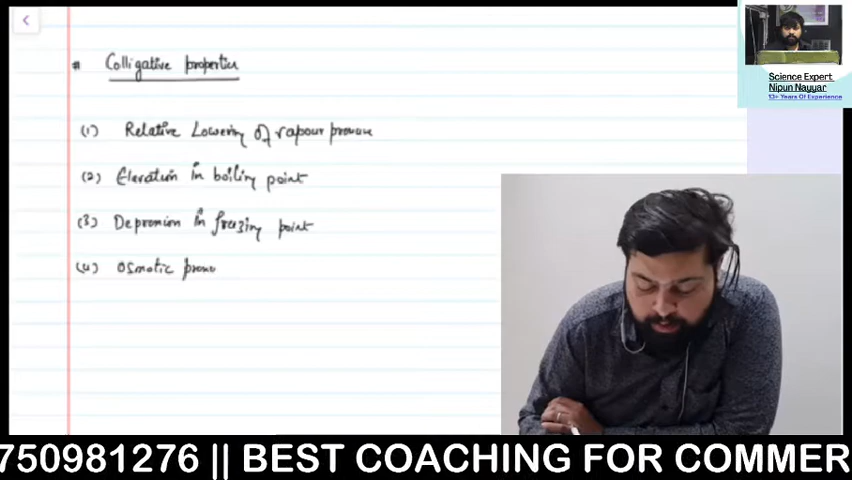 # Colligative properties
(1) Relative Lowering of vapour pressure
(2) Elevation in boiling point
(3) Depression in freezing point
(4) Osmotic
Science Expert
Nipun Nayyar
13+ Years Of Experience
750981276 || BEST COACHING FOR COMMER